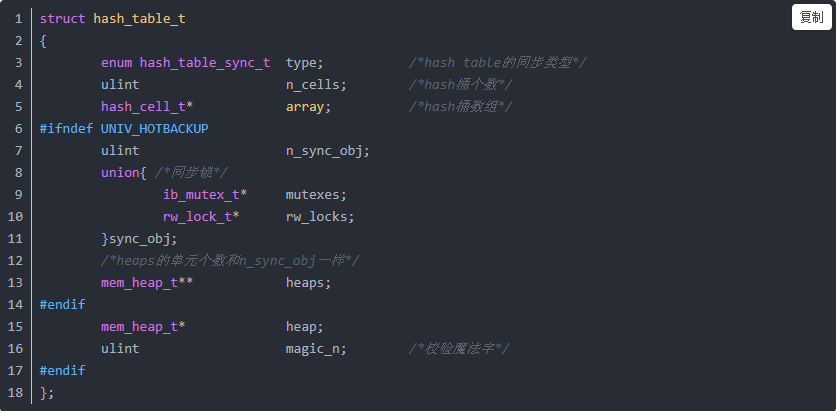 复制
1 struct hash_table_t
2 {
3         enum hash_table_sync_t  type;           /*hash table的同步类型*/
4         ulint                   n_cells;        /*hash桶个数*/
5         hash_cell_t*            array;          /*hash桶数组*/
6 #ifndef UNIV_HOTBACKUP
7         ulint                   n_sync_obj;
8         union{ /*同步锁*/
9                 ib_mutex_t*     mutexes;
10                 rw_lock_t*      rw_locks;
11         }sync_obj;
12         /*heaps的单元个数和n_sync_obj一样*/
13         mem_heap_t**            heaps;
14 #endif
15         mem_heap_t*             heap;
16         ulint                   magic_n;        /*校验魔法字*/
17 #endif
18 };